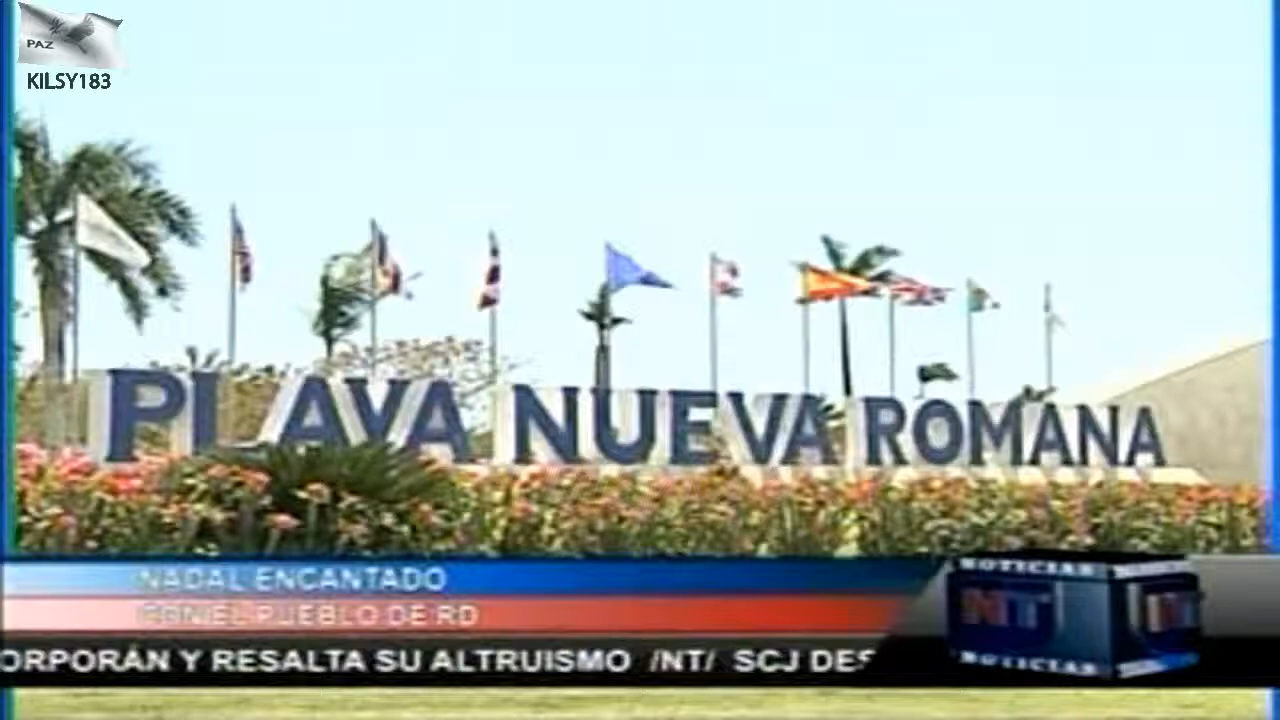 PAZ
KILSY183
PLAYA NUEVA ROMANA
NADAL ENCANTADO
CON EL PUEBLO DE RD
ORPORÁN Y RESALTA SU ALTRUISMO /NT/ SCJ DES
NOTICIAS
NT
NOTICIAS